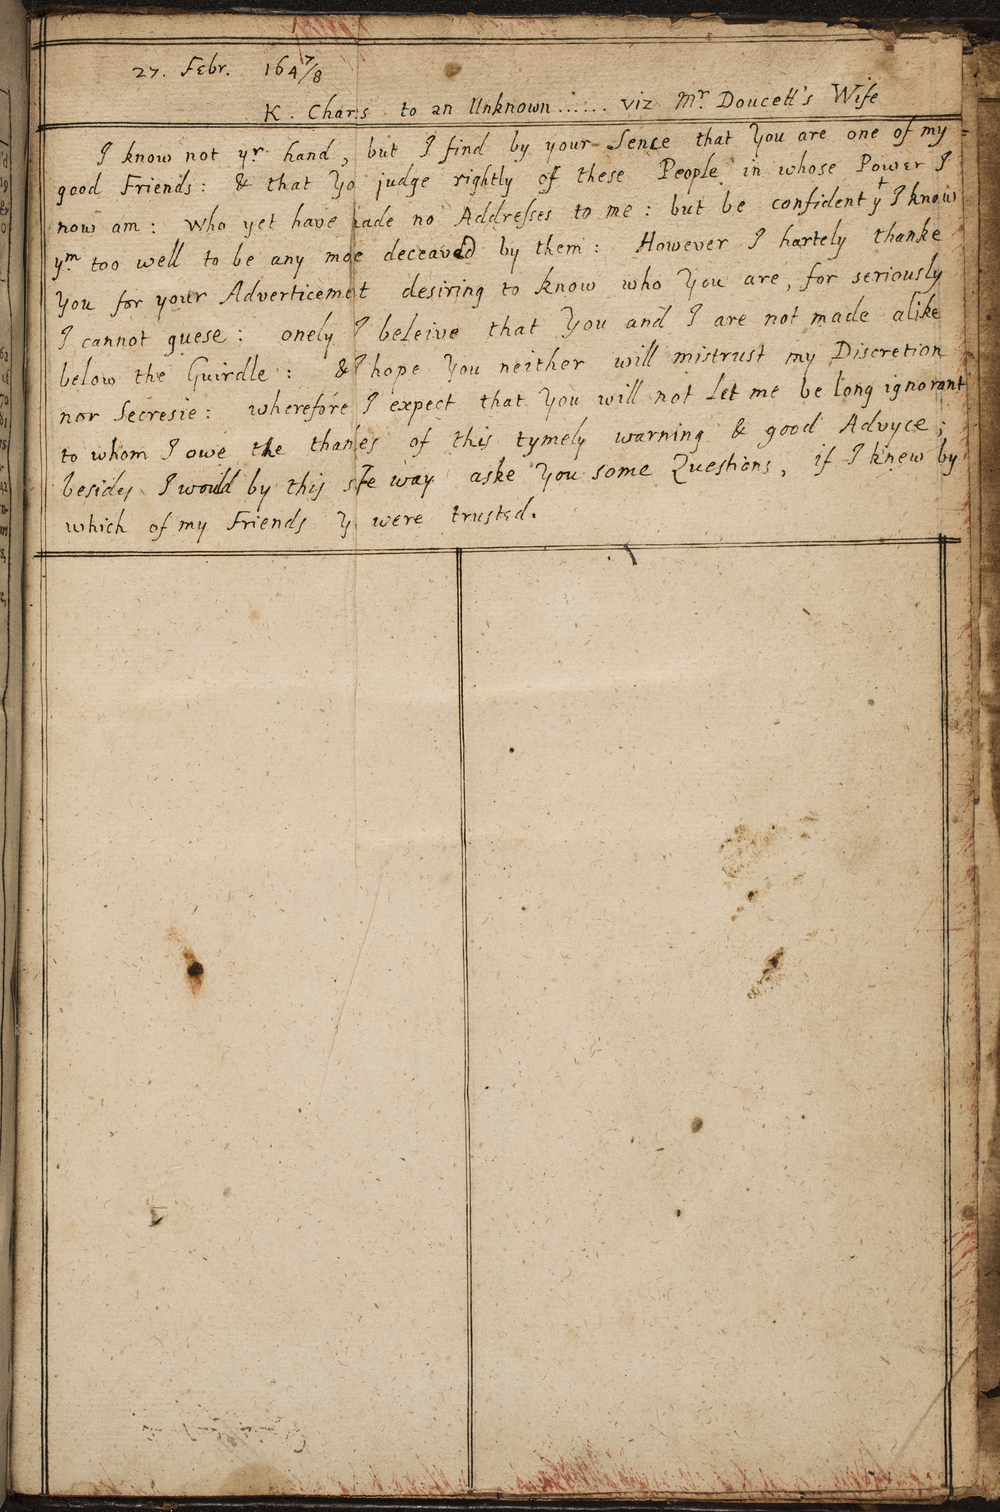 27. Febr. 164 7/8
K. Chars to an Unknown ...... viz Mr. Doucett's Wife
I know not yr hand, but I find by your Sence that You are one of my
good Friends: & that Yo judge rightly of these People in whose Power I
now am: Who yet have ade no Addresses to me: but be confident yt I know
ym too well to be any moe deceaved by them: However I hartely thanke
You for your Adverticemet desiring to know who You are, for seriously
I cannot guese: onely I beleive that You and I are not made alike
below the Guirdle: & I hope You neither will mistrust my Discretion
nor Secresie: wherefore I expect that You will not Let me be long ignorant
to whom I owe the thankes of this tymely warning & good Advyce;
besides I would by this sfe way aske You some Questions, if I knew by
which of my Friends Y were trusted.